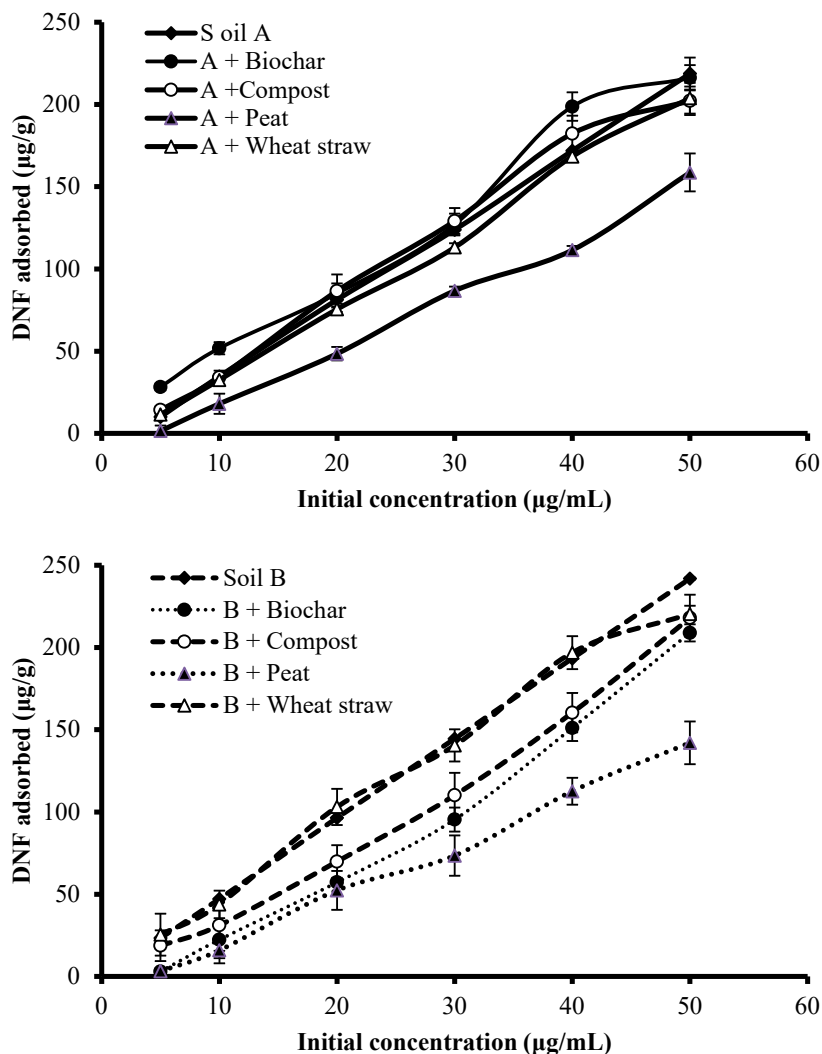 250
200
150
100
50
0
DNF adsorbed (µg/g)
S oil A
A + Biochar
A +Compost
A + Peat
A + Wheat straw
0 10 20 30 40 50 60
Initial concentration (µg/mL)
250
200
150
100
50
0
DNF adsorbed (µg/g)
Soil B
B + Biochar
B + Compost
B + Peat
B + Wheat straw
0 10 20 30 40 50 60
Initial concentration (µg/mL)